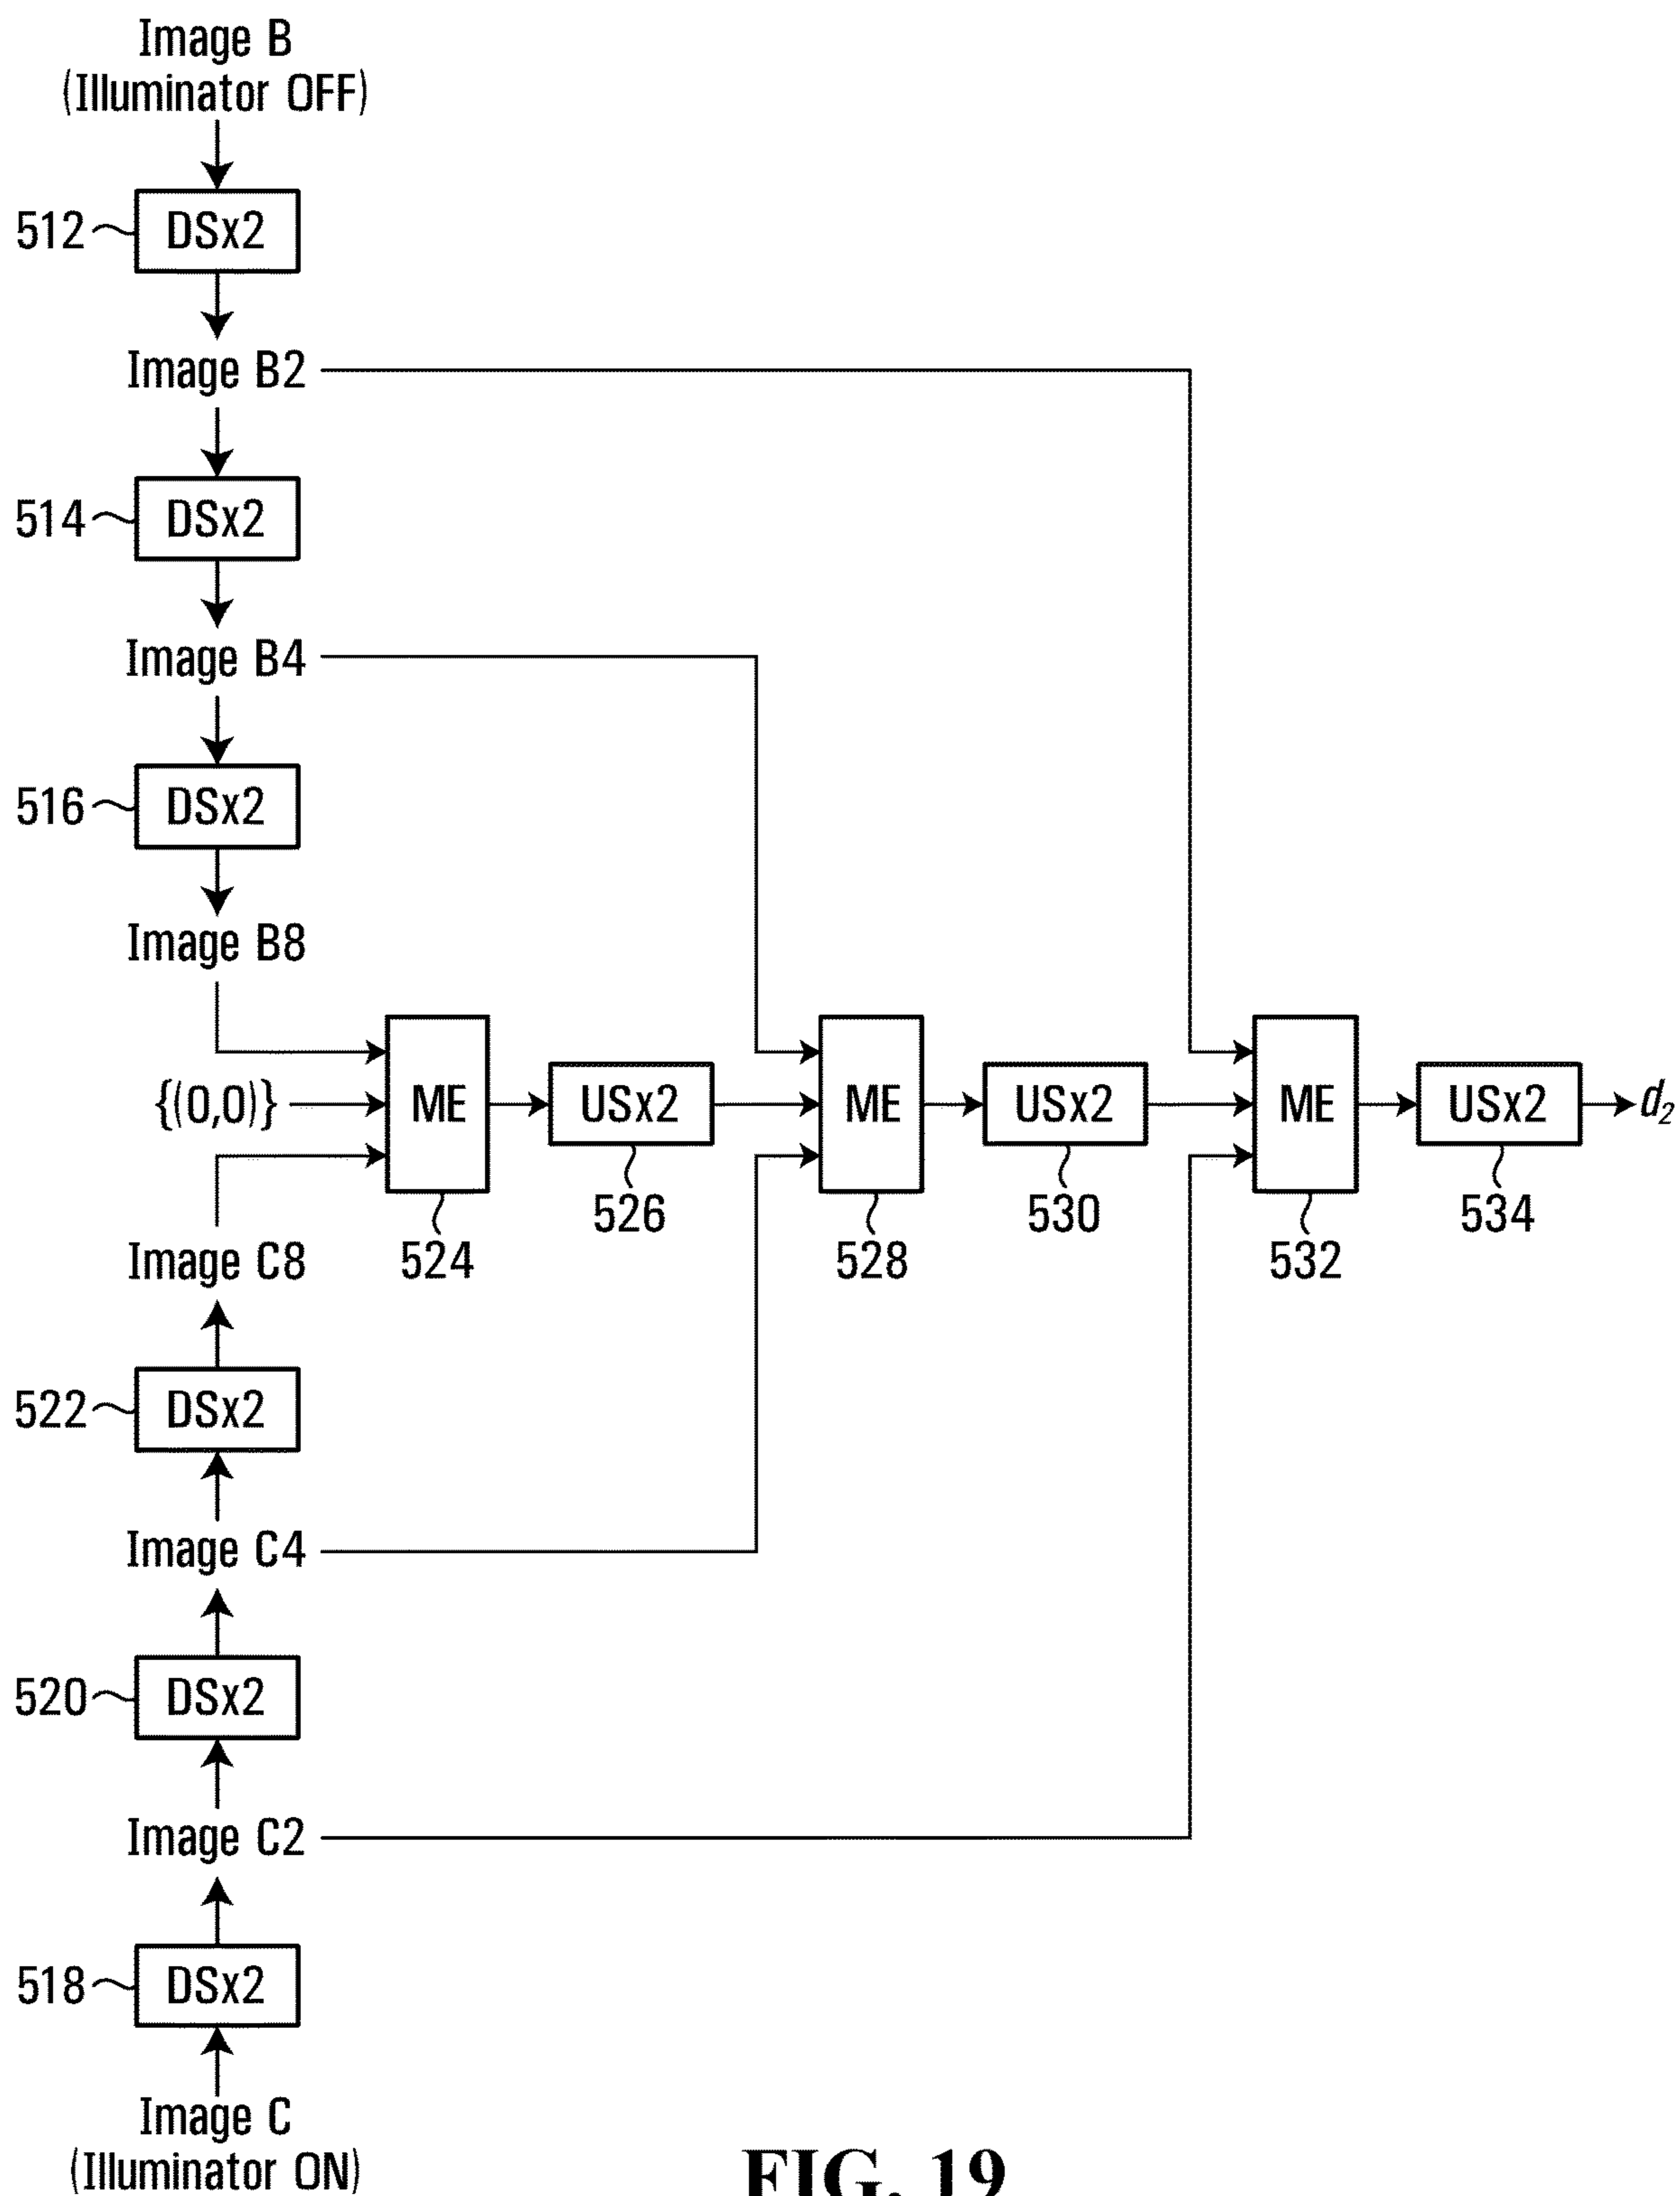 Image B
(Illuminator OFF)
512
DSx2
Image B2
514
DSx2
Image B4
516
DSx2
Image B8
{(0,0)}
ME
USx2
ME
USx2
ME
USx2
d2
526
530
534
524
528
532
Image C8
522
DSx2
Image C4
520
DSx2
Image C2
518
DSx2
Image C
(Illuminator ON)
FIG. 19